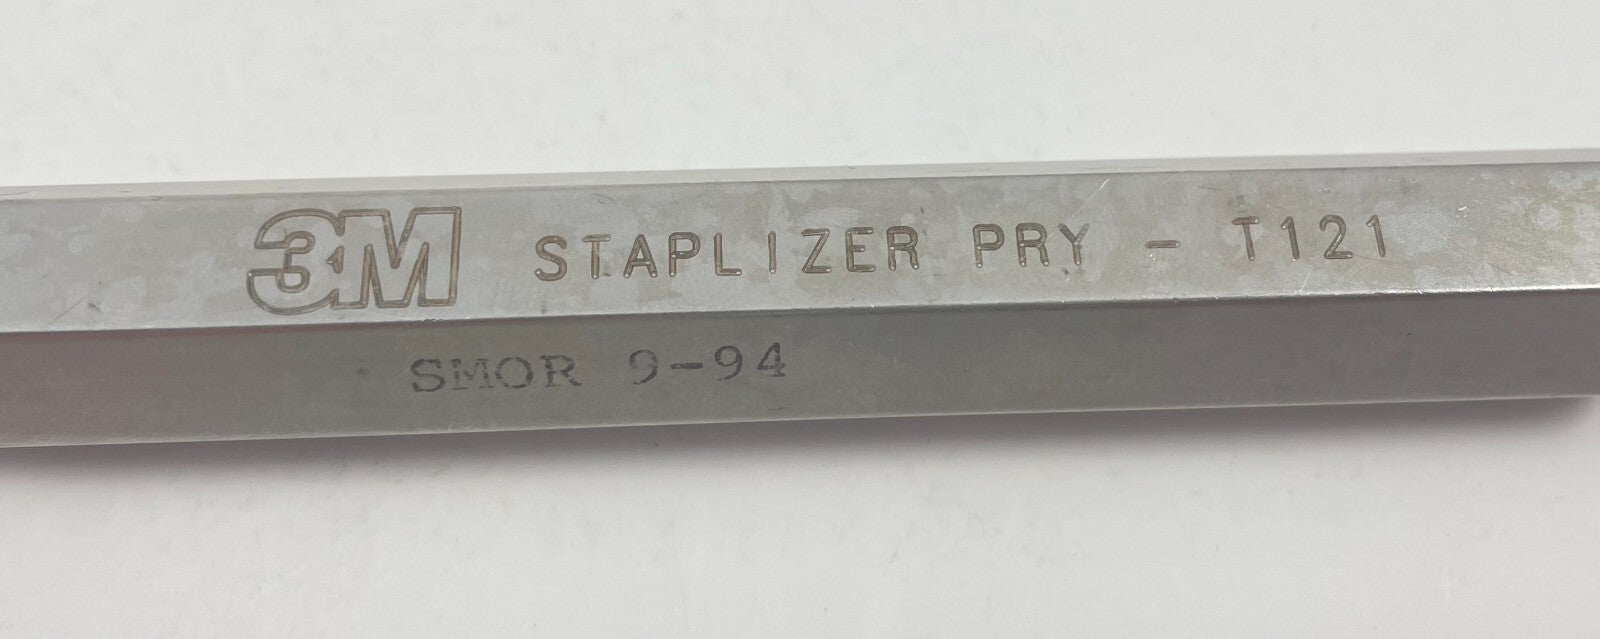 3M STAPLIZER PRY - T121
SMOR 9-94